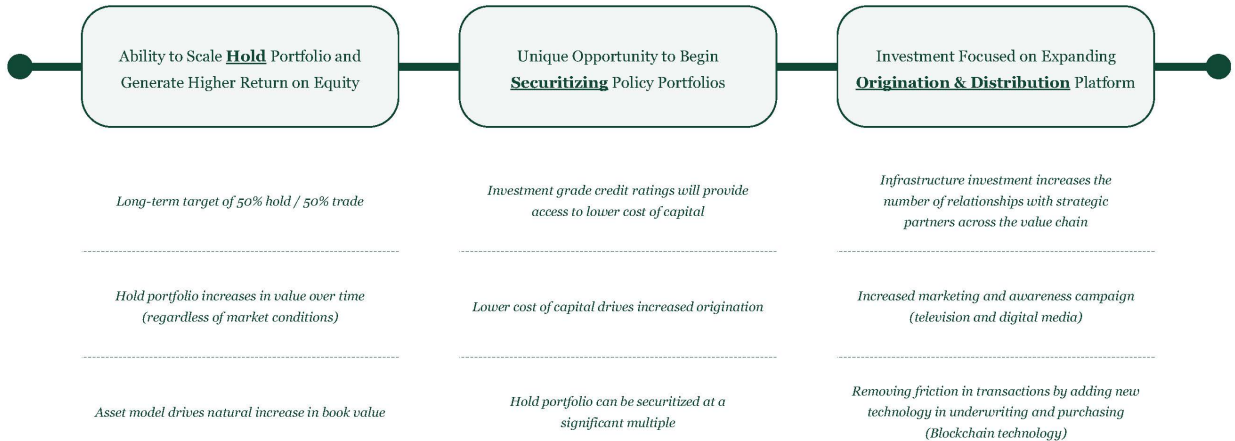 Ability to Scale Hold Portfolio and
Generate Higher Return on Equity
Long-term target of 50% hold / 50% trade
Hold portfolio increases in value over time
(regardless of market conditions)
Asset model drives natural increase in book value
Unique Opportunity to Begin
Securitizing Policy Portfolios
Investment grade credit ratings will provide
access to lower cost of capital
Lower cost of capital drives increased origination
Hold portfolio can be securitized at a
significant multiple
Investment Focused on Expanding
Origination & Distribution Platform
Infrastructure investment increases the
number of relationships with strategic
partners across the value chain
Increased marketing and awareness campaign
(television and digital media)
Removing friction in transactions by adding new
technology in underwriting and purchasing
(Blockchain technology)